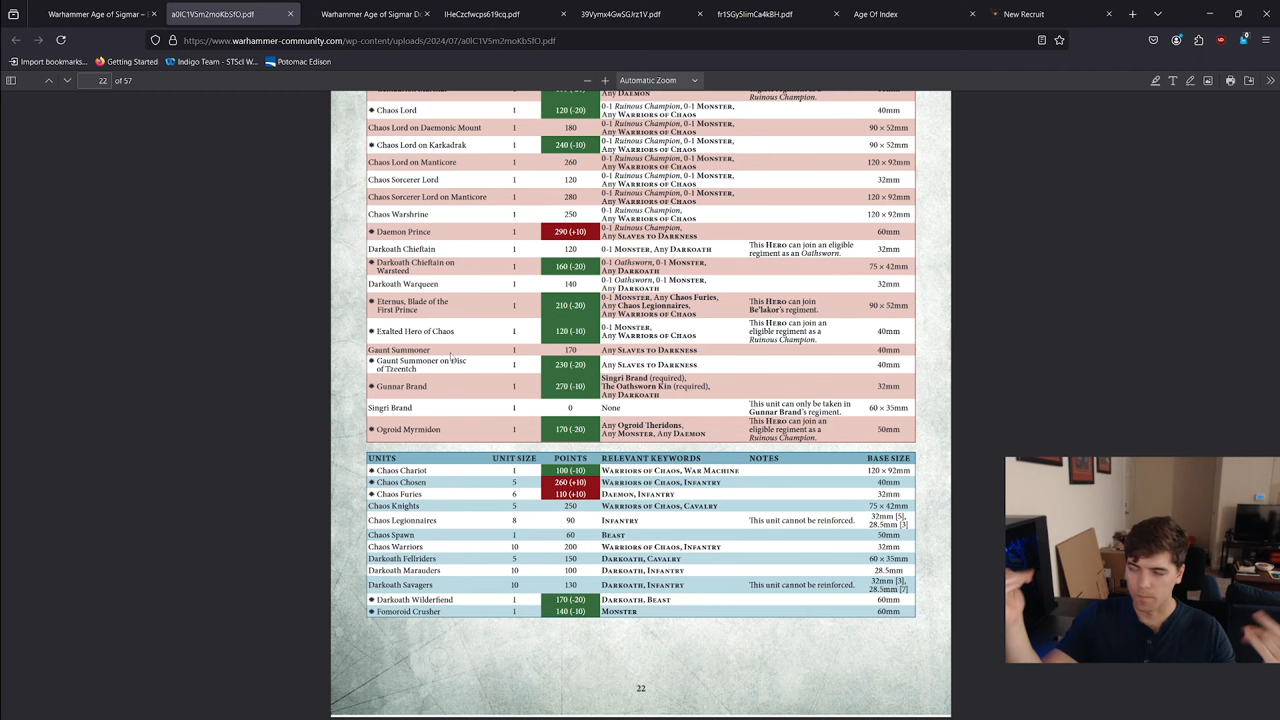 a0lC1V5m2moKbSfO.pdf
Warhammer Age of Sigmar –
Warhammer Age of Sigmar D
lHeCzfwcps619cq.pdf
39Vymx4GwSGJrz1V.pdf
fr1SGy5IimCa4kBH.pdf
Age Of Index
New Recruit
https://www.warhammer-community.com/wp-content/uploads/2024/07/a0lC1V5m2moKbSfO.pdf
Import bookmarks...
Getting Started
Indigo Team - STScI W...
Potomac Edison
22 of 57
Automatic Zoom
Any DAEMON
Ruinous Champion.
Chaos Lord 1 120 (-20) 0-1 Ruinous Champion, 0-1 MONSTER, Any WARRIORS OF CHAOS 40mm
Chaos Lord on Daemonic Mount 1 180 0-1 Ruinous Champion, 0-1 MONSTER, Any WARRIORS OF CHAOS 90 × 52mm
Chaos Lord on Karkadrak 1 240 (-10) 0-1 Ruinous Champion, 0-1 MONSTER, Any WARRIORS OF CHAOS 90 × 52mm
Chaos Lord on Manticore 1 260 0-1 Ruinous Champion, 0-1 MONSTER, Any WARRIORS OF CHAOS 120 × 92mm
Chaos Sorcerer Lord 1 120 0-1 Ruinous Champion, 0-1 MONSTER, Any WARRIORS OF CHAOS 32mm
Chaos Sorcerer Lord on Manticore 1 280 0-1 Ruinous Champion, 0-1 MONSTER, Any WARRIORS OF CHAOS 120 × 92mm
Chaos Warshrine 1 250 0-1 Ruinous Champion, Any WARRIORS OF CHAOS 120 × 92mm
Daemon Prince 1 290 (+10) 0-1 Ruinous Champion, Any SLAVES TO DARKNESS 60mm
Darkoath Chieftain 1 120 0-1 MONSTER, Any DARKOATH This HERO can join an eligible regiment as an Oathsworn. 32mm
Darkoath Chieftain on Warsteed 1 160 (-20) 0-1 Oathsworn, 0-1 MONSTER, Any DARKOATH 75 × 42mm
Darkoath Warqueen 1 140 0-1 Oathsworn, 0-1 MONSTER, Any DARKOATH 32mm
Eternus, Blade of the First Prince 1 210 (-20) 0-1 MONSTER, Any Chaos Furies, Any Chaos Legionnaires, Any WARRIORS OF CHAOS This HERO can join Be'lakor's regiment. 90 × 52mm
Exalted Hero of Chaos 1 120 (-10) 0-1 MONSTER, Any WARRIORS OF CHAOS This HERO can join an eligible regiment as a Ruinous Champion. 40mm
Gaunt Summoner 1 170 Any SLAVES TO DARKNESS 40mm
Gaunt Summoner on Disc of Tzeentch 1 230 (-20) Any SLAVES TO DARKNESS 40mm
Gunnar Brand 1 270 (-10) Singri Brand (required), The Oathsworn Kin (required), Any DARKOATH 32mm
Singri Brand 1 0 None This unit can only be taken in Gunnar Brand's regiment. 60 × 35mm
Ogroid Myrmidon 1 170 (-20) Any Ogroid Theridons, Any MONSTER, Any DAEMON This HERO can join an eligible regiment as a Ruinous Champion. 50mm
UNITS UNIT SIZE POINTS RELEVANT KEYWORDS NOTES BASE SIZE
Chaos Chariot 1 100 (-10) WARRIORS OF CHAOS, WAR MACHINE 120 × 92mm
Chaos Chosen 5 260 (+10) WARRIORS OF CHAOS, INFANTRY 40mm
Chaos Furies 6 110 (+10) DAEMON, INFANTRY 32mm
Chaos Knights 5 250 WARRIORS OF CHAOS, CAVALRY 75 × 42mm
Chaos Legionnaires 8 90 INFANTRY This unit cannot be reinforced. 32mm [5], 28.5mm [3]
Chaos Spawn 1 60 BEAST 50mm
Chaos Warriors 10 200 WARRIORS OF CHAOS, INFANTRY 32mm
Darkoath Fellriders 5 150 DARKOATH, CAVALRY 60 × 35mm
Darkoath Marauders 10 100 DARKOATH, INFANTRY 28.5mm
Darkoath Savagers 10 130 DARKOATH, INFANTRY This unit cannot be reinforced. 32mm [3], 28.5mm [7]
Darkoath Wilderfiend 1 170 (-20) DARKOATH, BEAST 60mm
Fomoroid Crusher 1 140 (-10) MONSTER 60mm
22